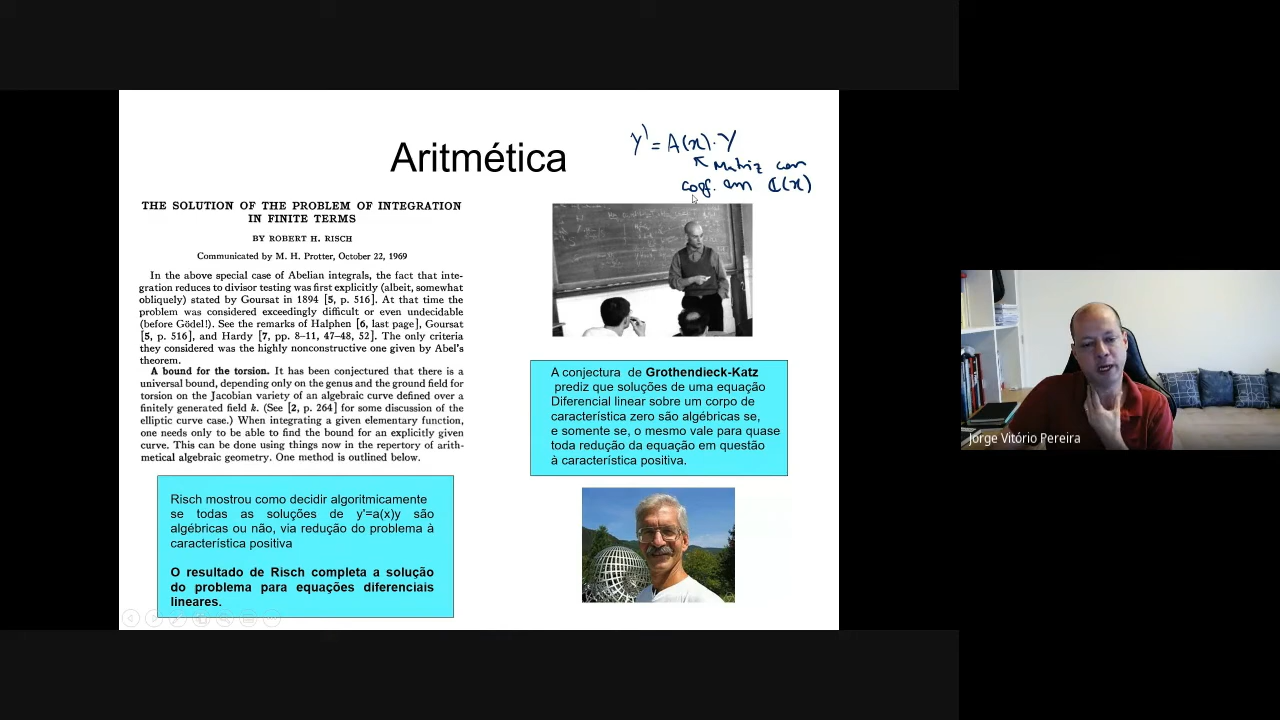 Aritmética
y' = A(x)·Y
Matriz com
coef. em ℂ(x)
THE SOLUTION OF THE PROBLEM OF INTEGRATION
IN FINITE TERMS
BY ROBERT H. RISCH
Communicated by M. H. Protter, October 22, 1969
In the above special case of Abelian integrals, the fact that inte-
gration reduces to divisor testing was first explicitly (albeit, somewhat
obliquely) stated by Goursat in 1894 [5, p. 516]. At that time the
problem was considered exceedingly difficult or even undecidable
(before Gödel!). See the remarks of Halphen [6, last page], Goursat
[5, p. 516], and Hardy [7, pp. 8–11, 47–48, 52]. The only criteria
they considered was the highly nonconstructive one given by Abel's
theorem.
A bound for the torsion. It has been conjectured that there is a
universal bound, depending only on the genus and the ground field for
torsion on the Jacobian variety of an algebraic curve defined over a
finitely generated field k. (See [2, p. 264] for some discussion of the
elliptic curve case.) When integrating a given elementary function,
one needs only to be able to find the bound for an explicitly given
curve. This can be done using things now in the repertory of arith-
metical algebraic geometry. One method is outlined below.
Risch mostrou como decidir algoritmicamente
se todas as soluções de y'=a(x)y são
algébricas ou não, via redução do problema à
característica positiva
O resultado de Risch completa a solução
do problema para equações diferenciais
lineares.
A conjectura de Grothendieck-Katz
prediz que soluções de uma equação
Diferencial linear sobre um corpo de
característica zero são algébricas se,
e somente se, o mesmo vale para quase
toda redução da equação em questão
à característica positiva.
Jorge Vitório Pereira